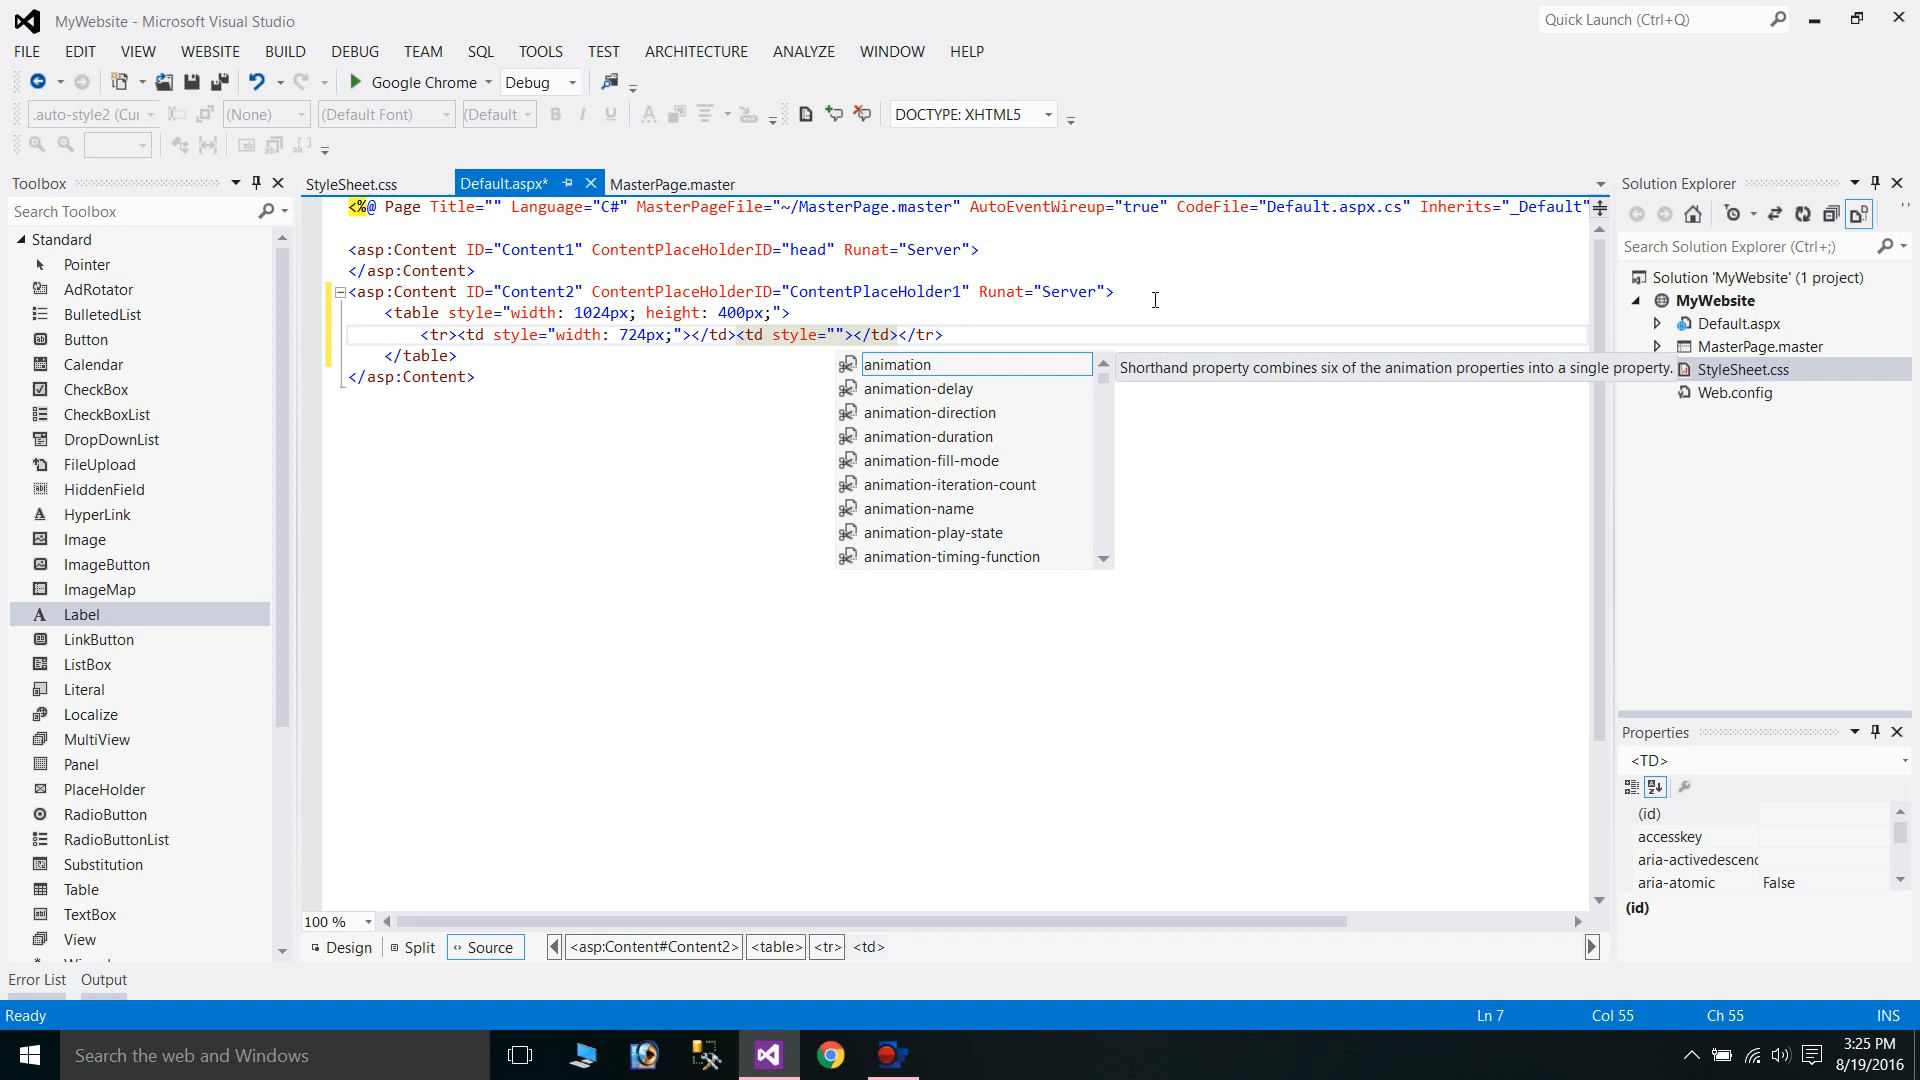 MyWebsite - Microsoft Visual Studio
Quick Launch (Ctrl+Q)
FILE EDIT VIEW WEBSITE BUILD DEBUG TEAM SQL TOOLS TEST ARCHITECTURE ANALYZE WINDOW HELP
Google Chrome Debug
.auto-style2 (Cur (None) (Default Font) (Default DOCTYPE: XHTML5
Toolbox
StyleSheet.css Default.aspx* MasterPage.master
Search Toolbox
Standard
Pointer
AdRotator
BulletedList
Button
Calendar
CheckBox
CheckBoxList
DropDownList
FileUpload
HiddenField
HyperLink
Image
ImageButton
ImageMap
Label
LinkButton
ListBox
Literal
Localize
MultiView
Panel
PlaceHolder
RadioButton
RadioButtonList
Substitution
Table
TextBox
View
<%@ Page Title="" Language="C#" MasterPageFile="~/MasterPage.master" AutoEventWireup="true" CodeFile="Default.aspx.cs" Inherits="_Default"
<asp:Content ID="Content1" ContentPlaceHolderID="head" Runat="Server">
</asp:Content>
<asp:Content ID="Content2" ContentPlaceHolderID="ContentPlaceHolder1" Runat="Server">
<table style="width: 1024px; height: 400px;">
<tr><td style="width: 724px;"></td><td style=""></td></tr>
</table>
</asp:Content>
animation
animation-delay
animation-direction
animation-duration
animation-fill-mode
animation-iteration-count
animation-name
animation-play-state
animation-timing-function
Shorthand property combines six of the animation properties into a single property.
100 %
Design Split Source <asp:Content#Content2> <table> <tr> <td>
Solution Explorer
Search Solution Explorer (Ctrl+;)
Solution 'MyWebsite' (1 project)
MyWebsite
Default.aspx
MasterPage.master
StyleSheet.css
Web.config
Properties
<TD>
(id)
accesskey
aria-activedescenc
aria-atomic False
(id)
Error List Output
Ready Ln 7 Col 55 Ch 55 INS
Search the web and Windows
3:25 PM
8/19/2016